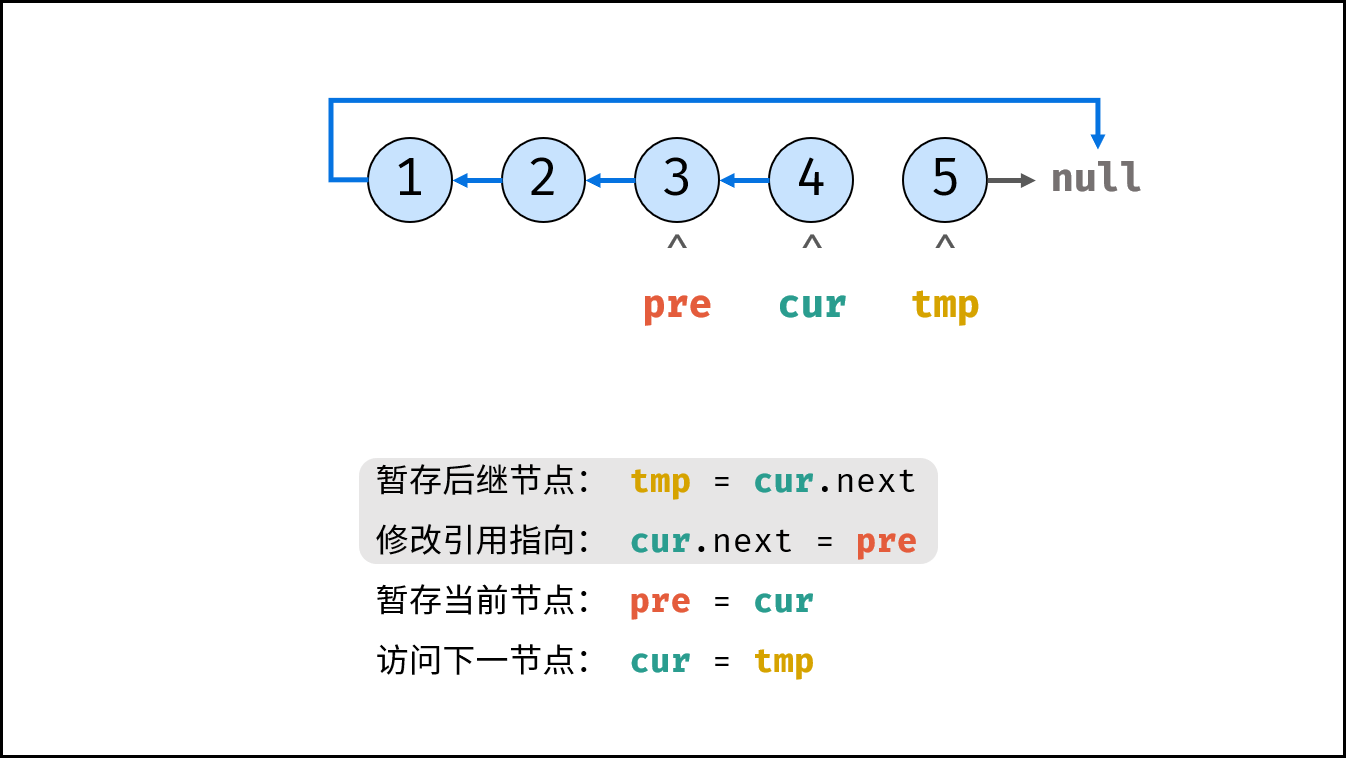 1 2 3 4 5 null
^ ^ ^
pre cur tmp
暂存后继节点： tmp = cur.next
修改引用指向： cur.next = pre
暂存当前节点： pre = cur
访问下一节点： cur = tmp